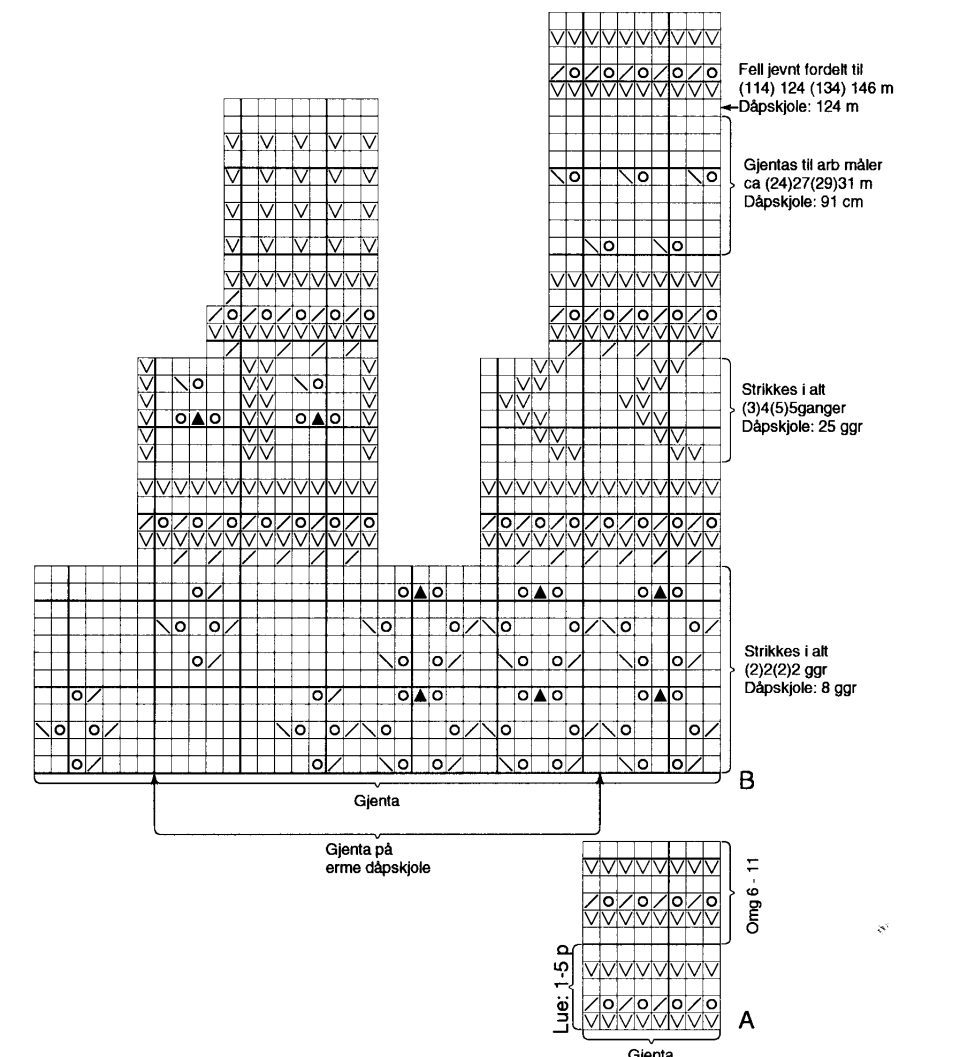 Fell jevnt fordelt til
(114) 124 (134) 146 m
Dåpskjole: 124 m
Gjentas til arb måler
ca (24)27(29)31 m
Dåpskjole: 91 cm
Strikkes i alt
(3)4(5)5ganger
Dåpskjole: 25 ggr
Strikkes i alt
(2)2(2)2 ggr
Dåpskjole: 8 ggr
B
Gjenta
Gjenta på
erme dåpskjole
Omg 6 - 11
Lue: 1-5 p
A
Gjenta